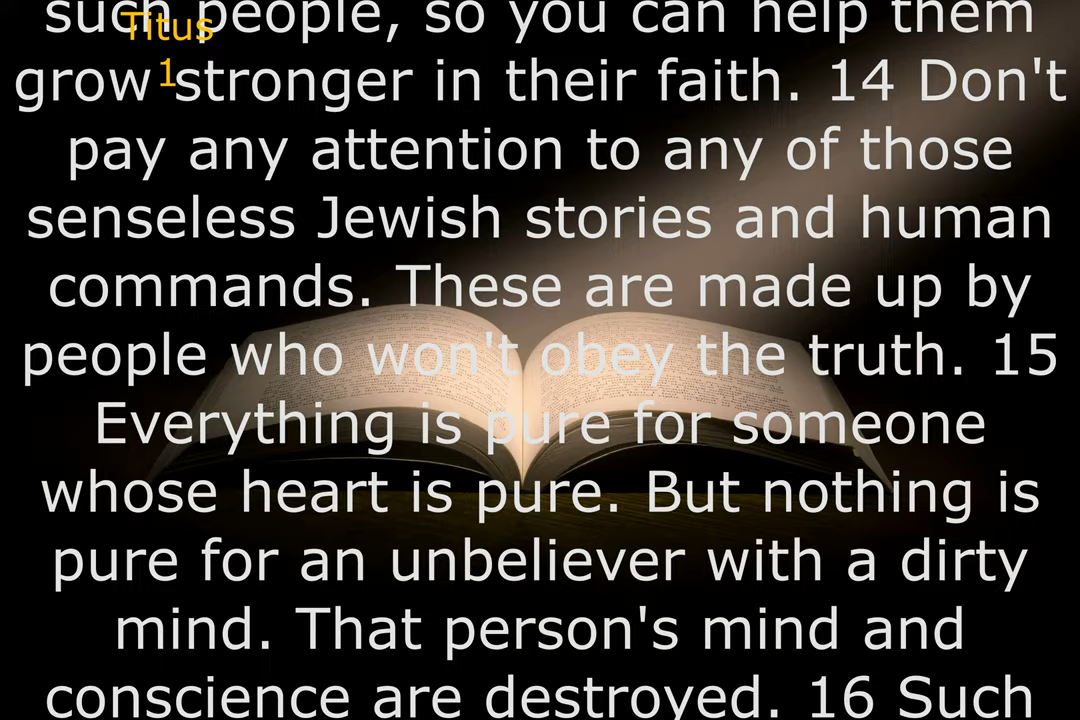 such people, so you can help them
Titus
1
grow stronger in their faith. 14 Don't
pay any attention to any of those
senseless Jewish stories and human
commands. These are made up by
people who won't obey the truth. 15
Everything is pure for someone
whose heart is pure. But nothing is
pure for an unbeliever with a dirty
mind. That person's mind and
conscience are destroyed. 16 Such